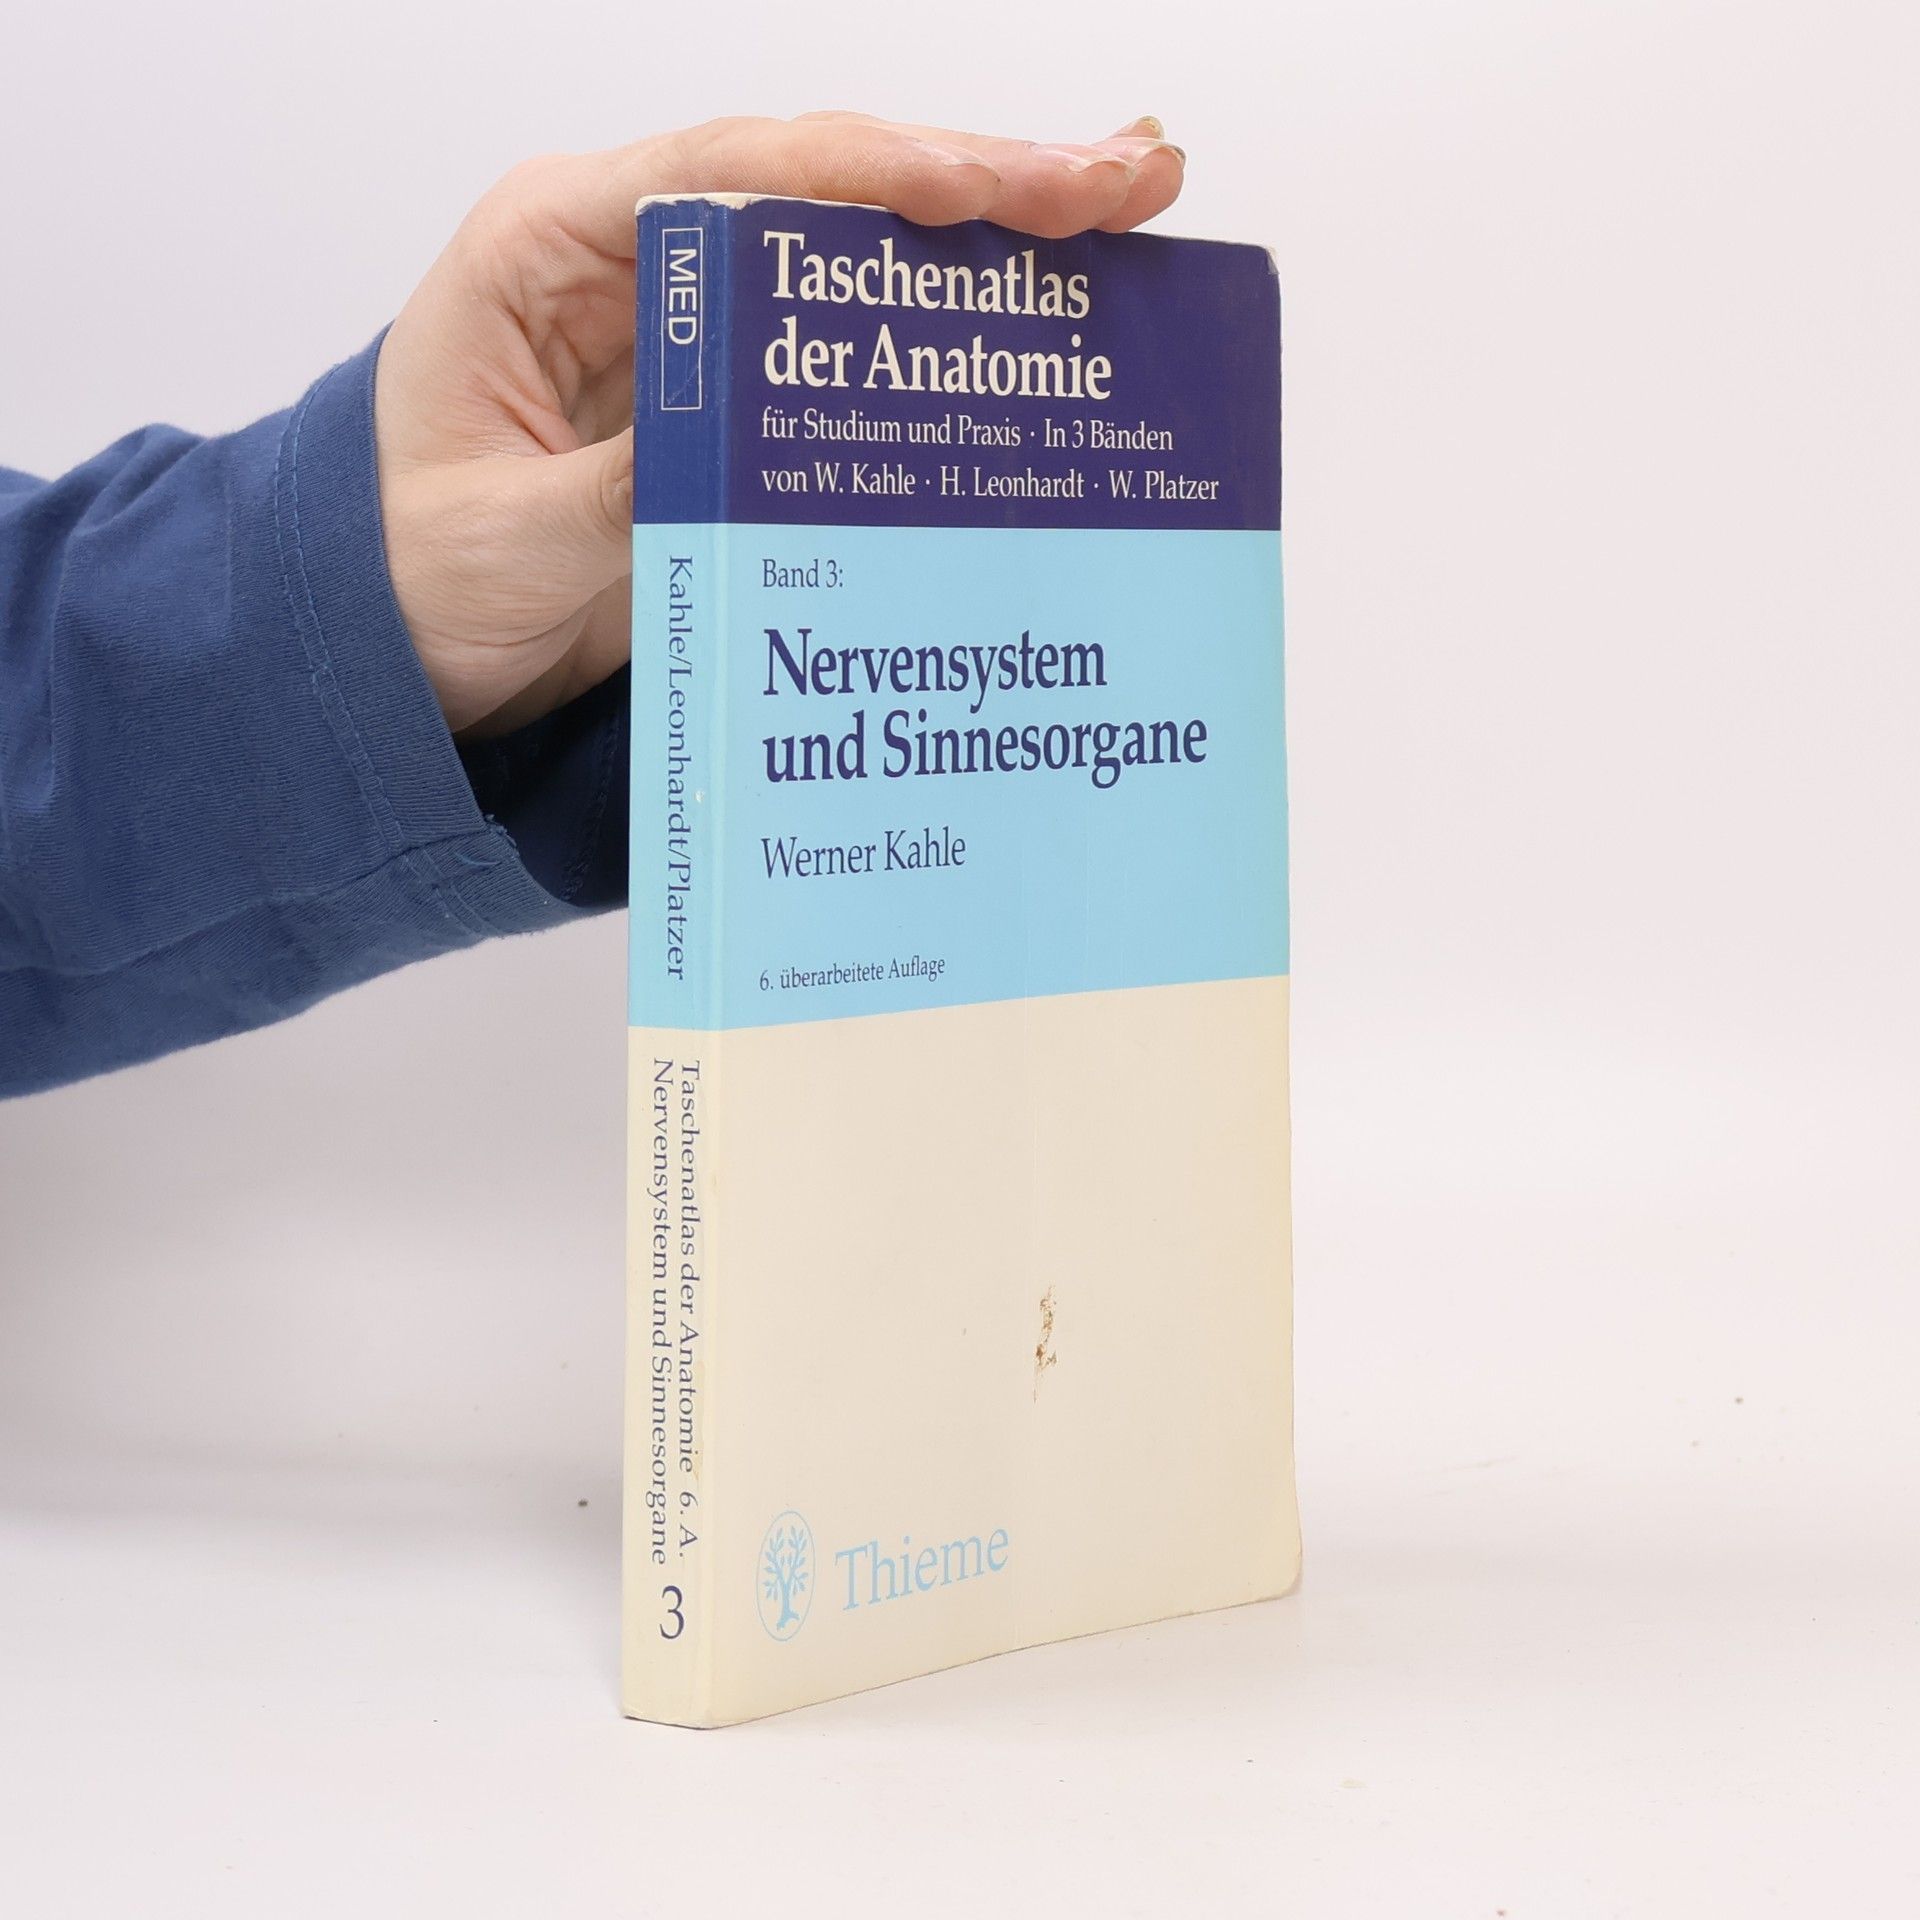 MED
Kahle/Leonhardt/Platzer
Taschenatlas der Anatomie 6. A.
Nervensystem und Sinnesorgane
3
Taschenatlas
der Anatomie
für Studium und Praxis · In 3 Bänden
von W. Kahle · H. Leonhardt · W. Platzer
Band 3:
Nervensystem
und Sinnesorgane
Werner Kahle
6. überarbeitete Auflage
Thieme